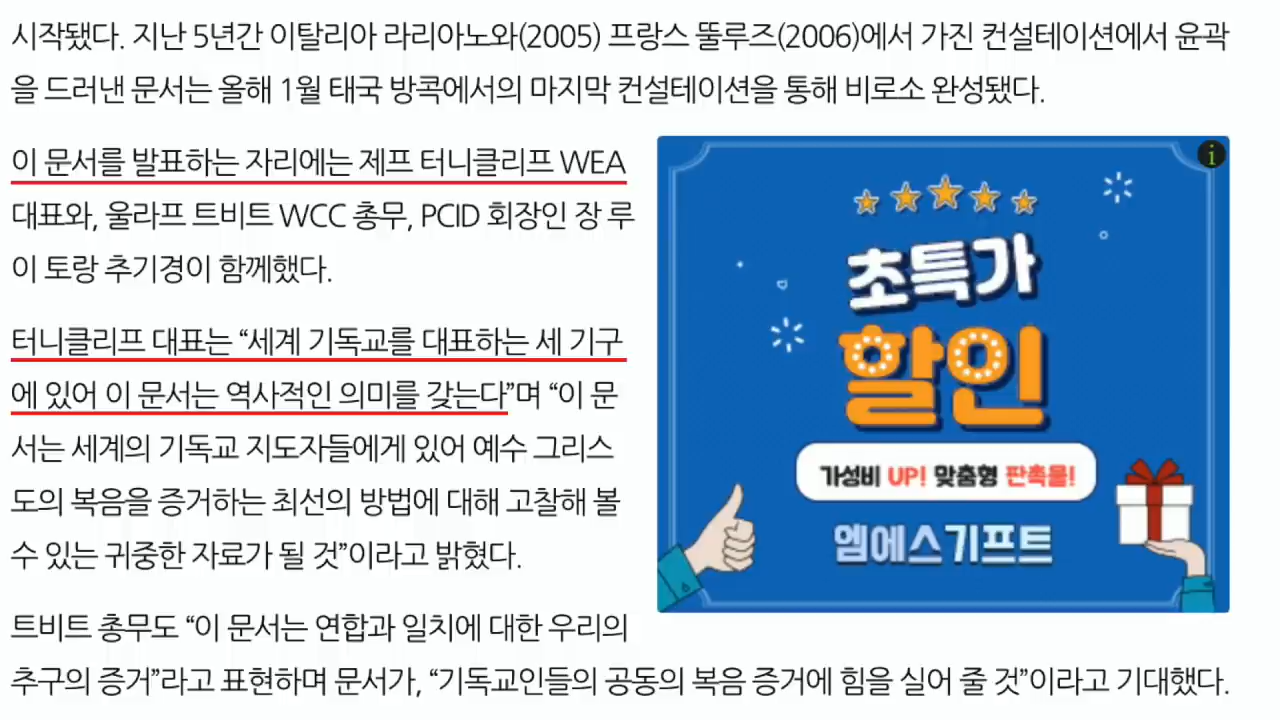 시작됐다. 지난 5년간 이탈리아 라리아노와(2005) 프랑스 뚤루즈(2006)에서 가진 컨설테이션에서 윤곽
을 드러낸 문서는 올해 1월 태국 방콕에서의 마지막 컨설테이션을 통해 비로소 완성됐다.
이 문서를 발표하는 자리에는 제프 터니클리프 WEA
대표와, 울라프 트비트 WCC 총무, PCID 회장인 장 루
이 토랑 추기경이 함께했다.
터니클리프 대표는 “세계 기독교를 대표하는 세 기구
에 있어 이 문서는 역사적인 의미를 갖는다”며 “이 문
서는 세계의 기독교 지도자들에게 있어 예수 그리스
도의 복음을 증거하는 최선의 방법에 대해 고찰해 볼
수 있는 귀중한 자료가 될 것”이라고 밝혔다.
트비트 총무도 “이 문서는 연합과 일치에 대한 우리의
추구의 증거”라고 표현하며 문서가, “기독교인들의 공동의 복음 증거에 힘을 실어 줄 것”이라고 기대했다.
i
초특가
할인
가성비 UP! 맞춤형 판촉물!
엠에스기프트